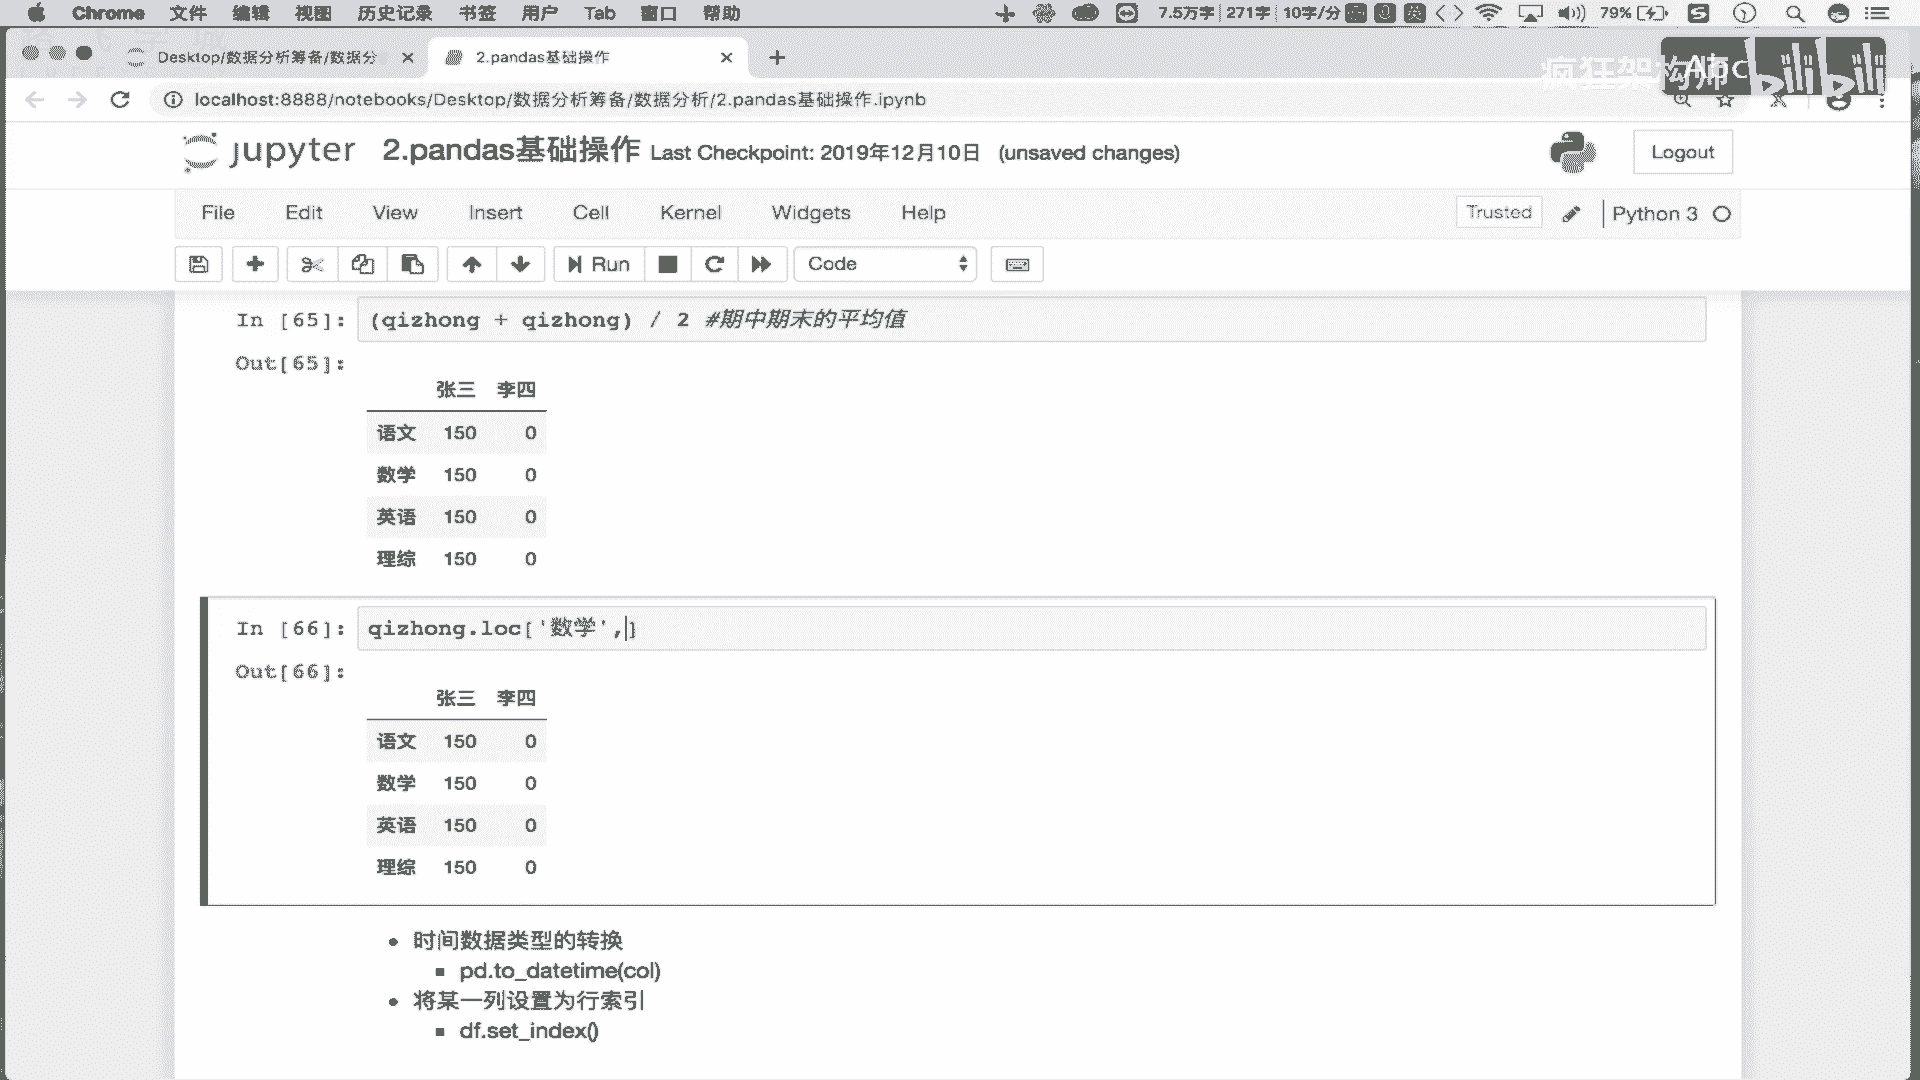 Chrome 文件 编辑 视图 历史记录 书签 用户 Tab 窗口 帮助 7.5万字 271字 10字/分 英 79%
Desktop/数据分析筹备/数据分
2.pandas基础操作
疯狂架构师
Abc
bilibili
localhost:8888/notebooks/Desktop/数据分析筹备/数据分析/2.pandas基础操作.ipynb
jupyter 2.pandas基础操作 Last Checkpoint: 2019年12月10日 (unsaved changes)
Logout
File Edit View Insert Cell Kernel Widgets Help Trusted Python 3
Run Code
In [65]: (qizhong + qizhong) / 2 #期中期末的平均值
Out[65]:
张三 李四
语文 150 0
数学 150 0
英语 150 0
理综 150 0
In [66]: qizhong.loc['数学',]
Out[66]:
张三 李四
语文 150 0
数学 150 0
英语 150 0
理综 150 0
时间数据类型的转换
pd.to_datetime(col)
将某一列设置为行索引
df.set_index()